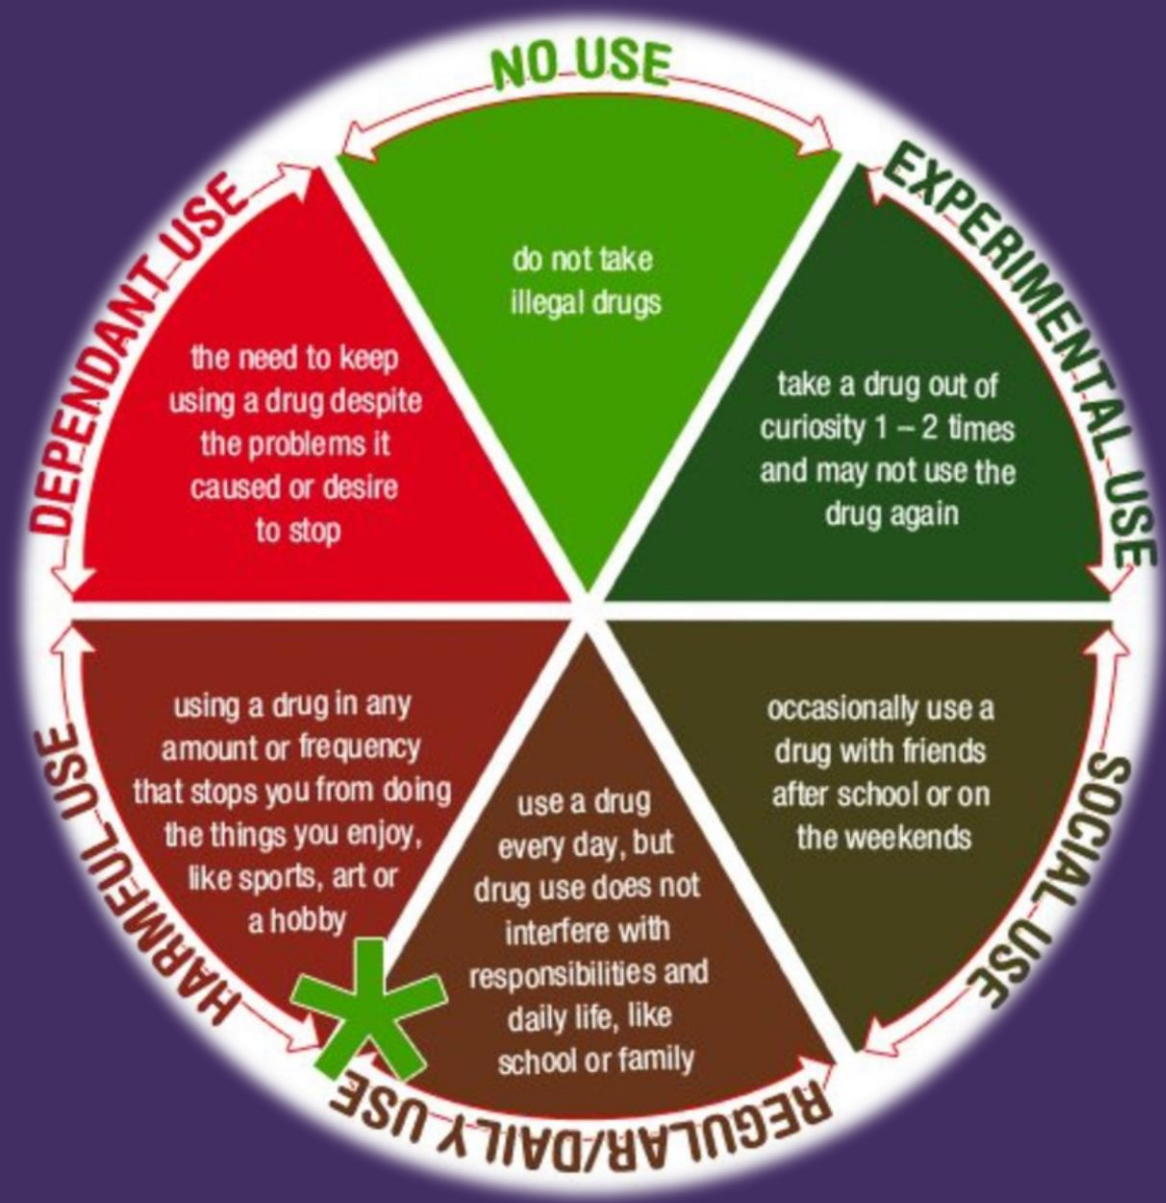 NO USE
do not take
illegal drugs
EXPERIMENTAL USE
take a drug out of
curiosity 1 – 2 times
and may not use the
drug again
SOCIAL USE
occasionally use a
drug with friends
after school or on
the weekends
REGULAR/DAILY USE
use a drug
every day, but
drug use does not
interfere with
responsibilities and
daily life, like
school or family
HARMFUL USE
using a drug in any
amount or frequency
that stops you from doing
the things you enjoy,
like sports, art or
a hobby
*
DEPENDANT USE
the need to keep
using a drug despite
the problems it
caused or desire
to stop